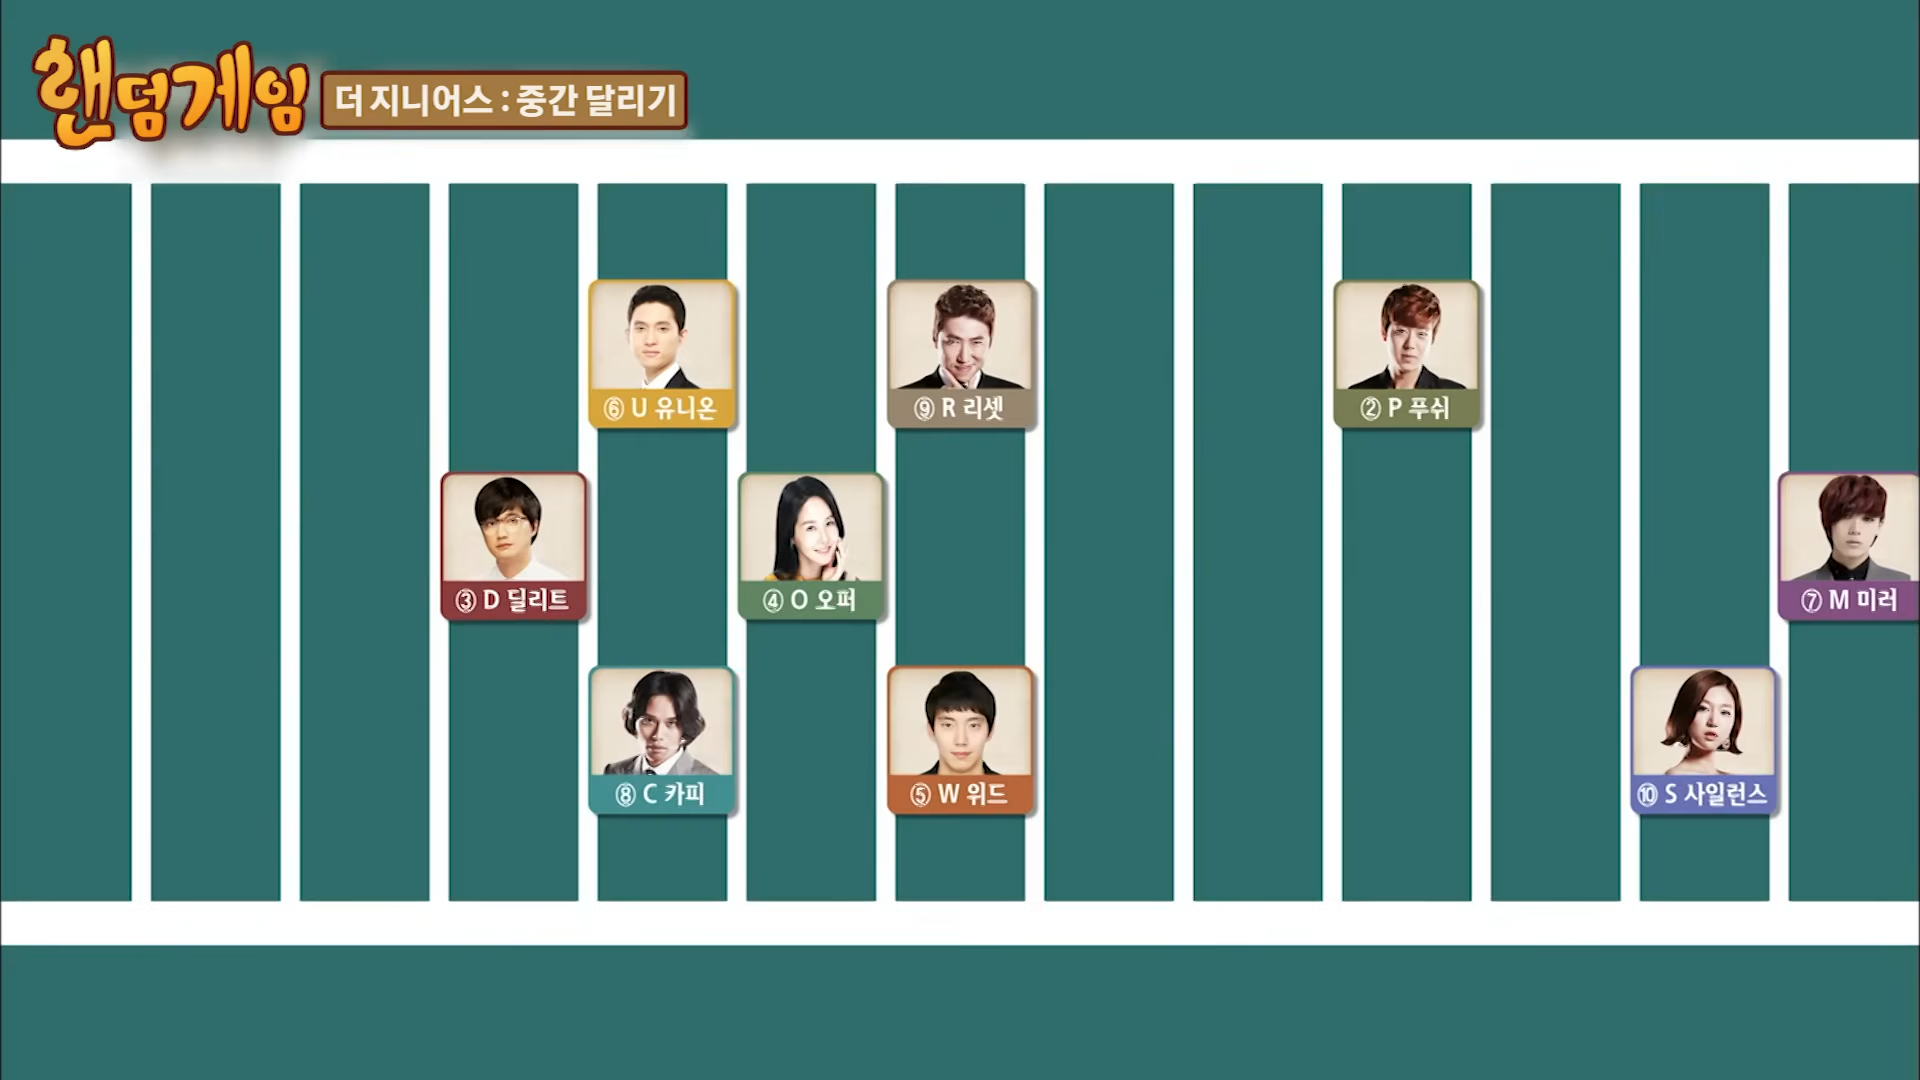 핸덤게임
더 지니어스 : 중간 달리기
⑥ U 유니온
⑨ R 리셋
② P 푸쉬
③ D 딜리트
④ O 오퍼
⑦ M 미러
⑧ C 카피
⑤ W 위드
⑩ S 사일런스